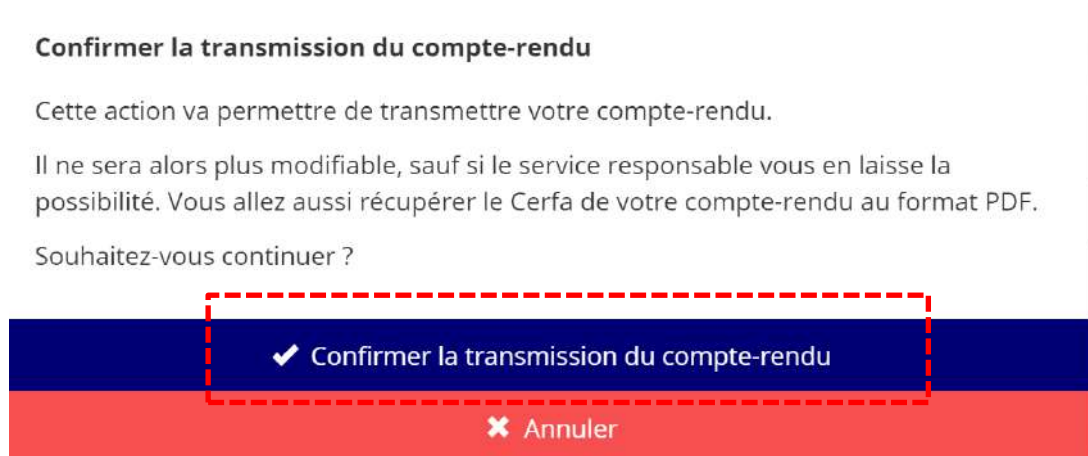 Confirmer la transmission du compte-rendu
Cette action va permettre de transmettre votre compte-rendu.
Il ne sera alors plus modifiable, sauf si le service responsable vous en laisse la
possibilité. Vous allez aussi récupérer le Cerfa de votre compte-rendu au format PDF.
Souhaitez-vous continuer ?
✔ Confirmer la transmission du compte-rendu
✖ Annuler